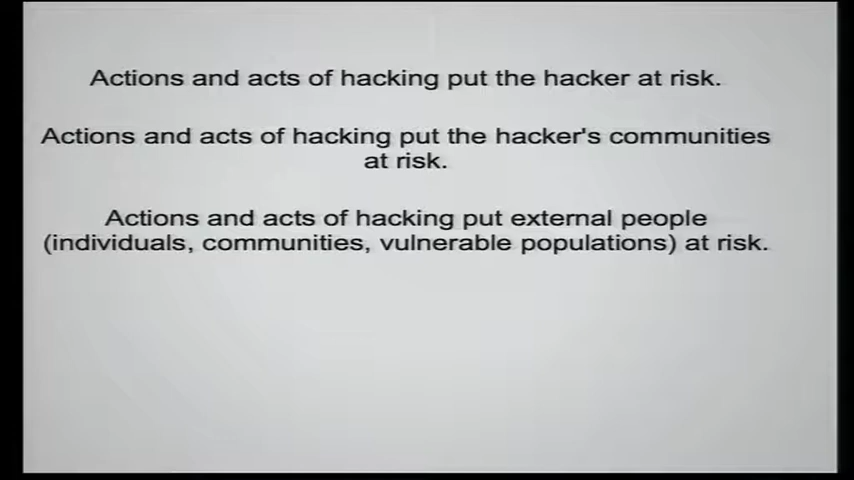 Actions and acts of hacking put the hacker at risk.
Actions and acts of hacking put the hacker's communities
at risk.
Actions and acts of hacking put external people
(individuals, communities, vulnerable populations) at risk.